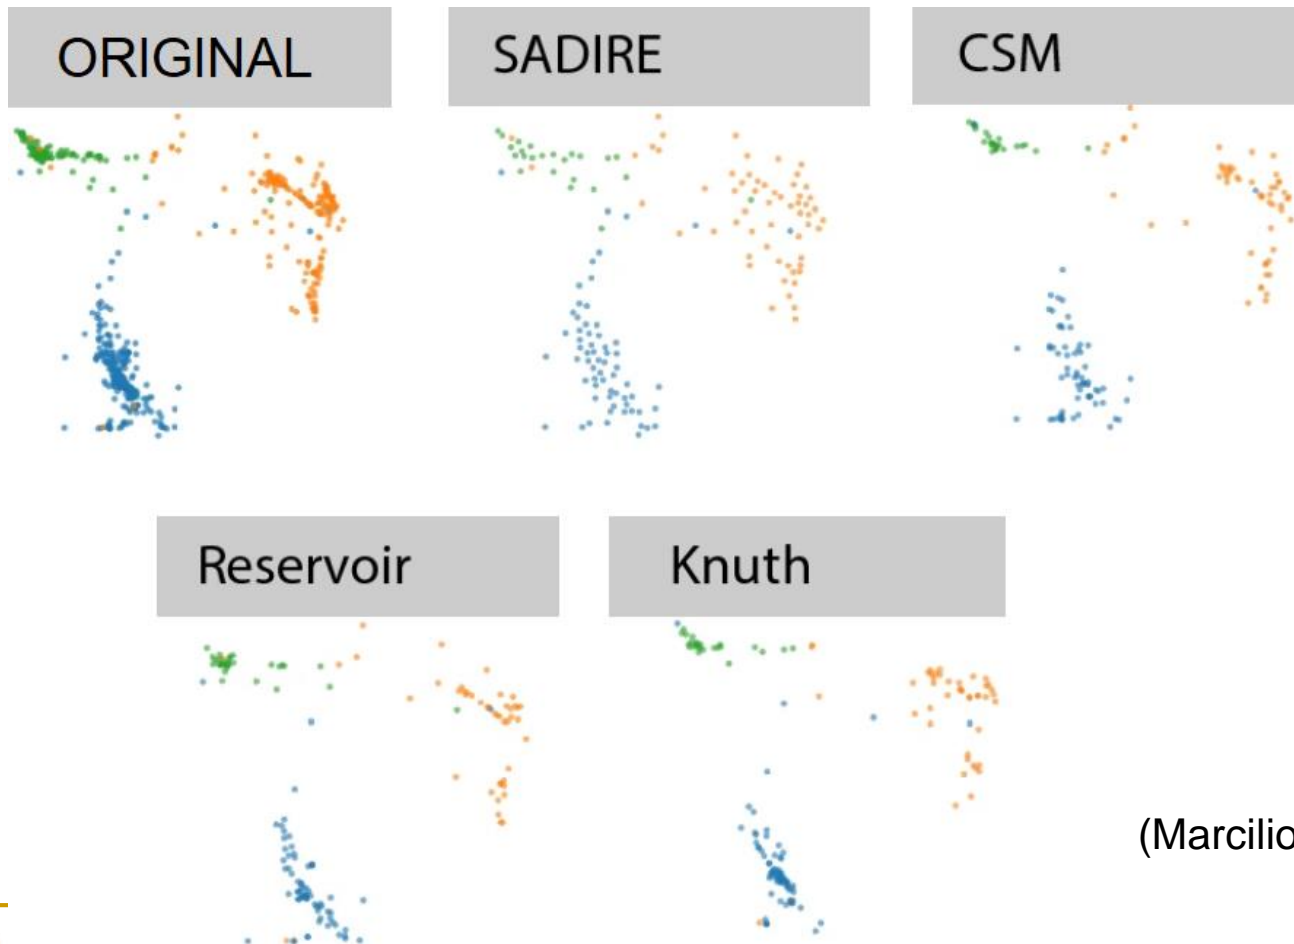 ORIGINAL
SADIRE
CSM
Reservoir
Knuth
(Marcilio